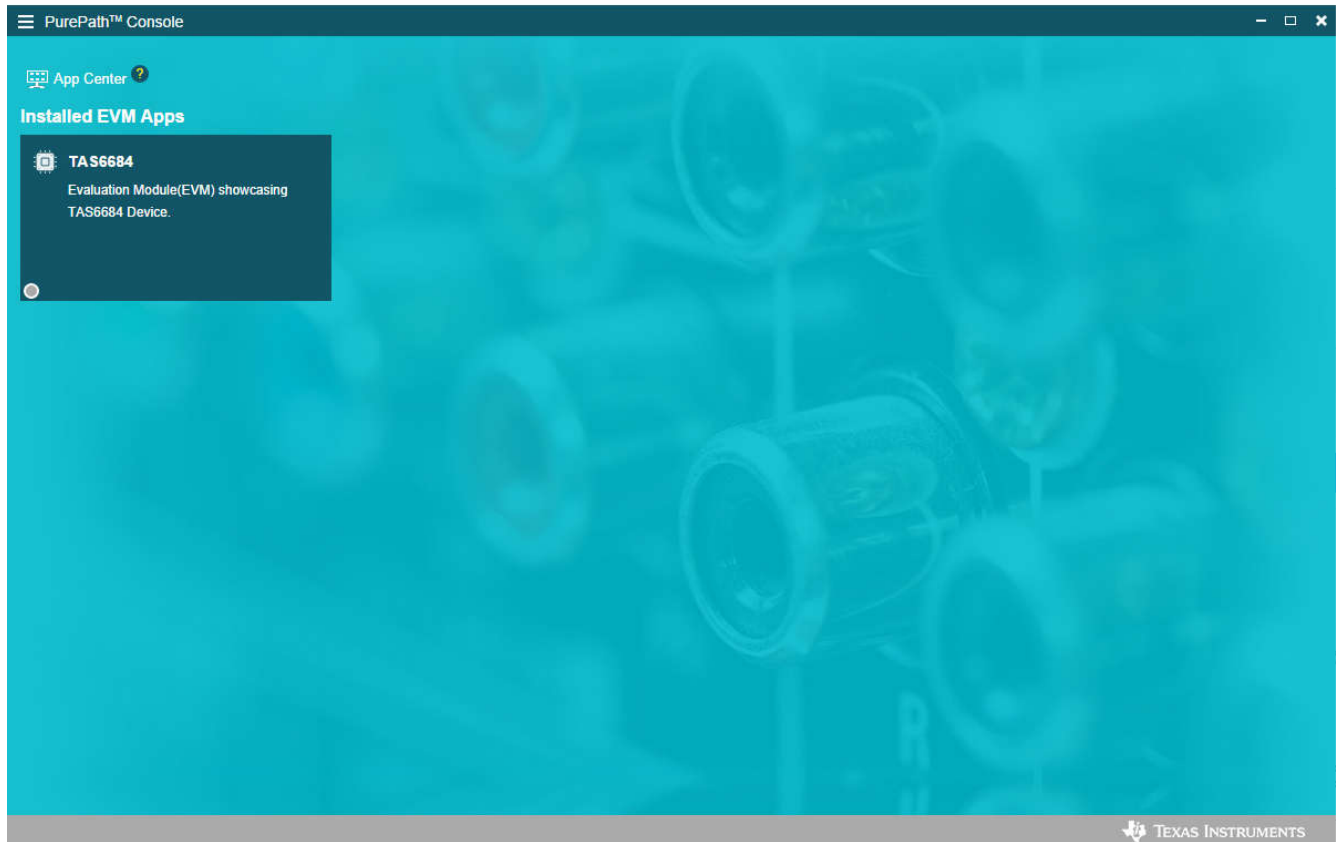 PurePath™ Console
App Center ?
Installed EVM Apps
TAS6684
Evaluation Module(EVM) showcasing
TAS6684 Device.
R
TEXAS INSTRUMENTS